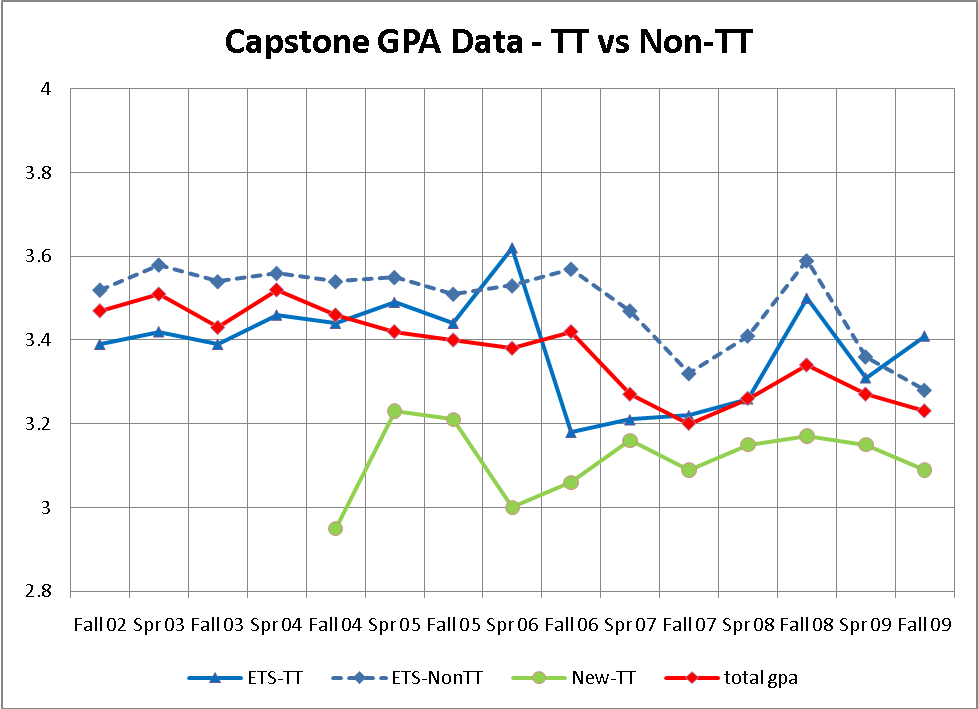 Capstone GPA Data - TT vs Non-TT
4
3.8
3.6
3.4
3.2
3
2.8
Fall 02 Spr 03 Fall 03 Spr 04 Fall 04 Spr 05 Fall 05 Spr 06 Fall 06 Spr 07 Fall 07 Spr 08 Fall 08 Spr 09 Fall 09
ETS-TT ETS-NonTT New-TT total gpa